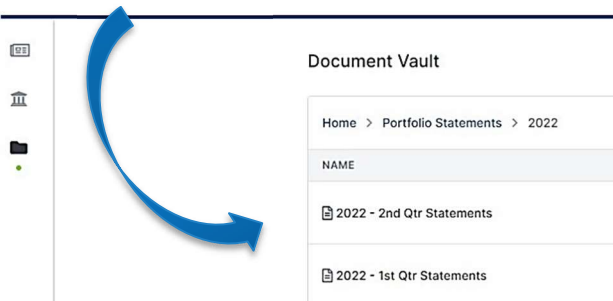 Document Vault
Home > Portfolio Statements > 2022
NAME
2022 - 2nd Qtr Statements
2022 - 1st Qtr Statements